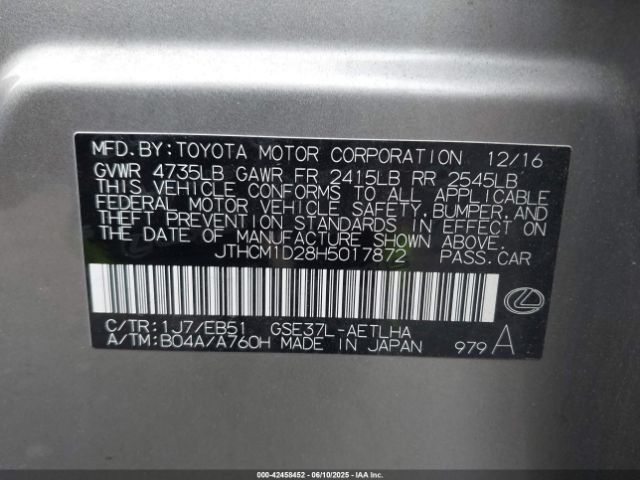 MFD.BY:TOYOTA MOTOR CORPORATION 12/16
GVWR 4735LB GAWR FR 2415LB RR 2545LB
THIS VEHICLE CONFORMS TO ALL APPLICABLE
FEDERAL MOTOR VEHICLE SAFETY,BUMPER,AND
THEFT PREVENTION STANDARDS IN EFFECT ON
THE DATE OF MANUFACTURE SHOWN ABOVE.
JTHCM1D28H5017872 PASS.CAR
C/TR:1J7/EB51 GSE37L-AETLHA
A/TM:B04A/A760H MADE IN JAPAN 979 A
000-42458452 - 06/10/2025 - IAAI.COM